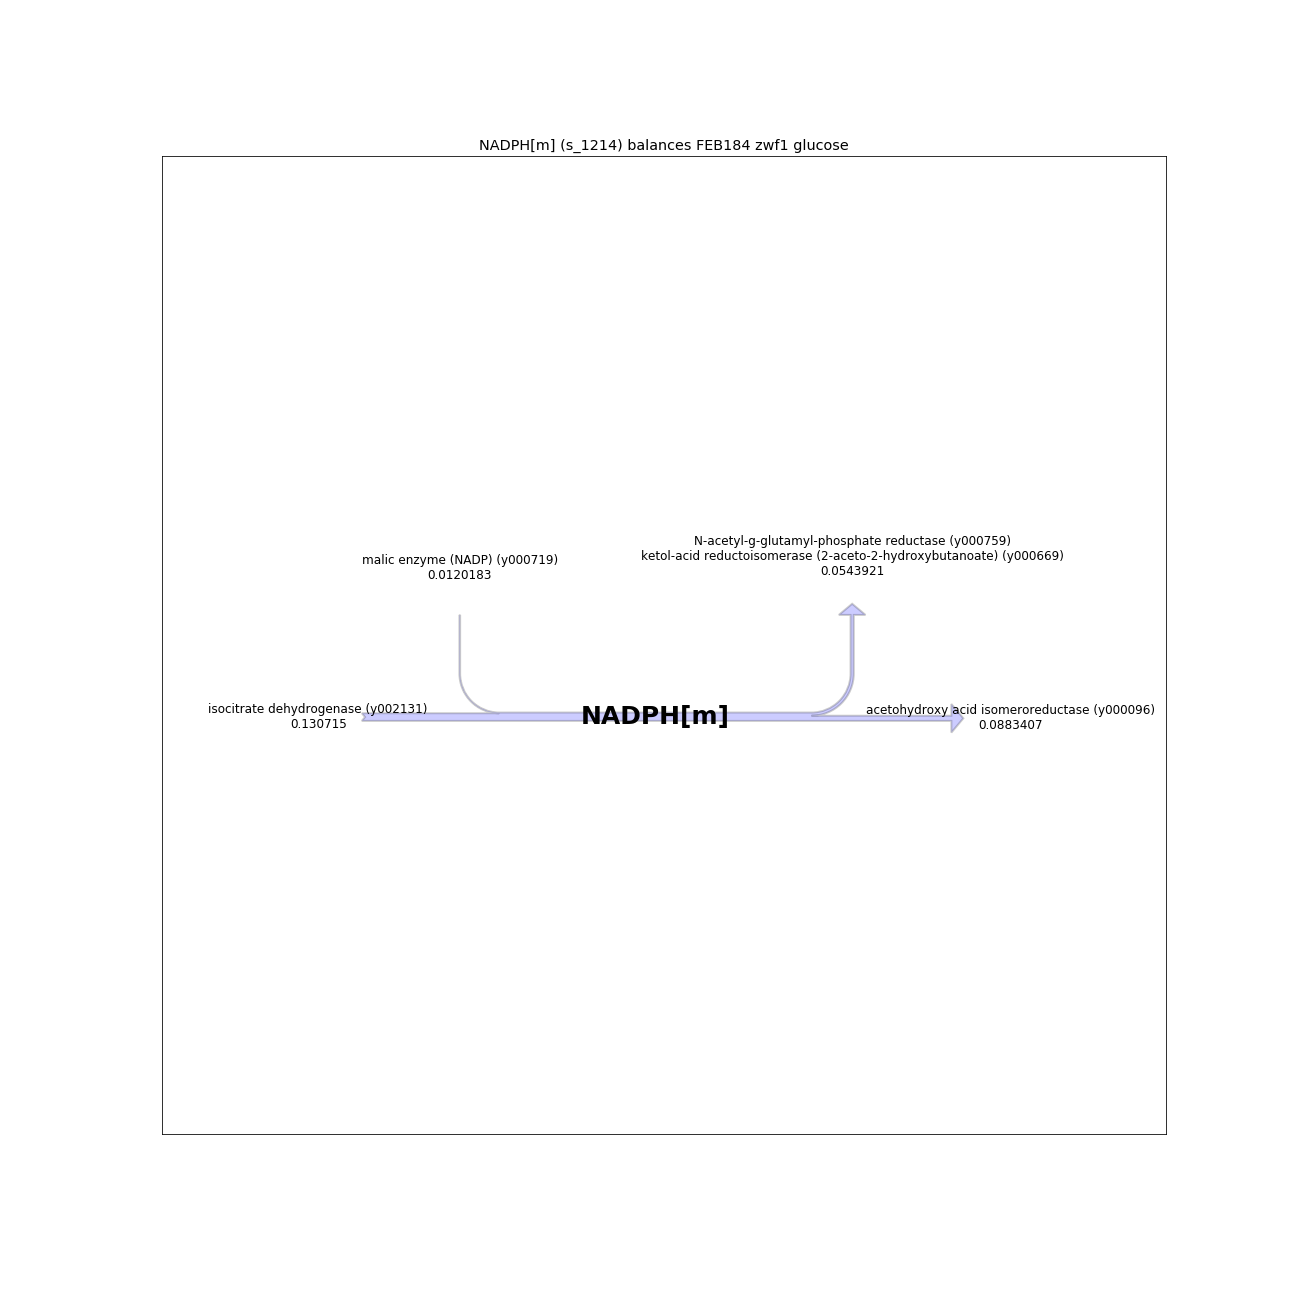 NADPH[m] (s_1214) balances FEB184 zwf1 glucose
N-acetyl-g-glutamyl-phosphate reductase (y000759)
ketol-acid reductoisomerase (2-aceto-2-hydroxybutanoate) (y000669)
0.0543921
malic enzyme (NADP) (y000719)
0.0120183
isocitrate dehydrogenase (y002131)
0.130715
NADPH[m]
acetohydroxy acid isomeroreductase (y000096)
0.0883407